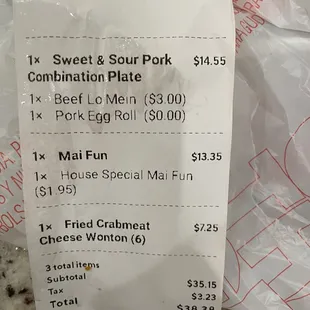 1× Sweet & Sour Pork $14.55
Combination Plate
1× Beef Lo Mein ($3.00)
1× Pork Egg Roll ($0.00)
1× Mai Fun $13.35
1× House Special Mai Fun
($1.95)
1× Fried Crabmeat $7.25
Cheese Wonton (6)
3 total items
Subtotal $35.15
Tax $3.23
Total $38.38